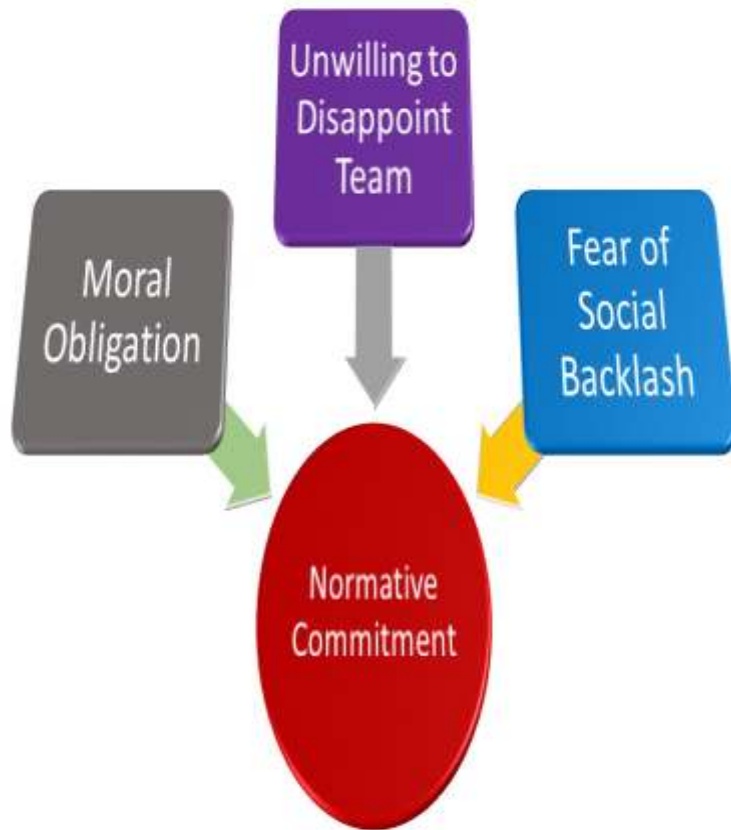 Unwilling to
Disappoint
Team
Moral
Obligation
Fear of
Social
Backlash
Normative
Commitment